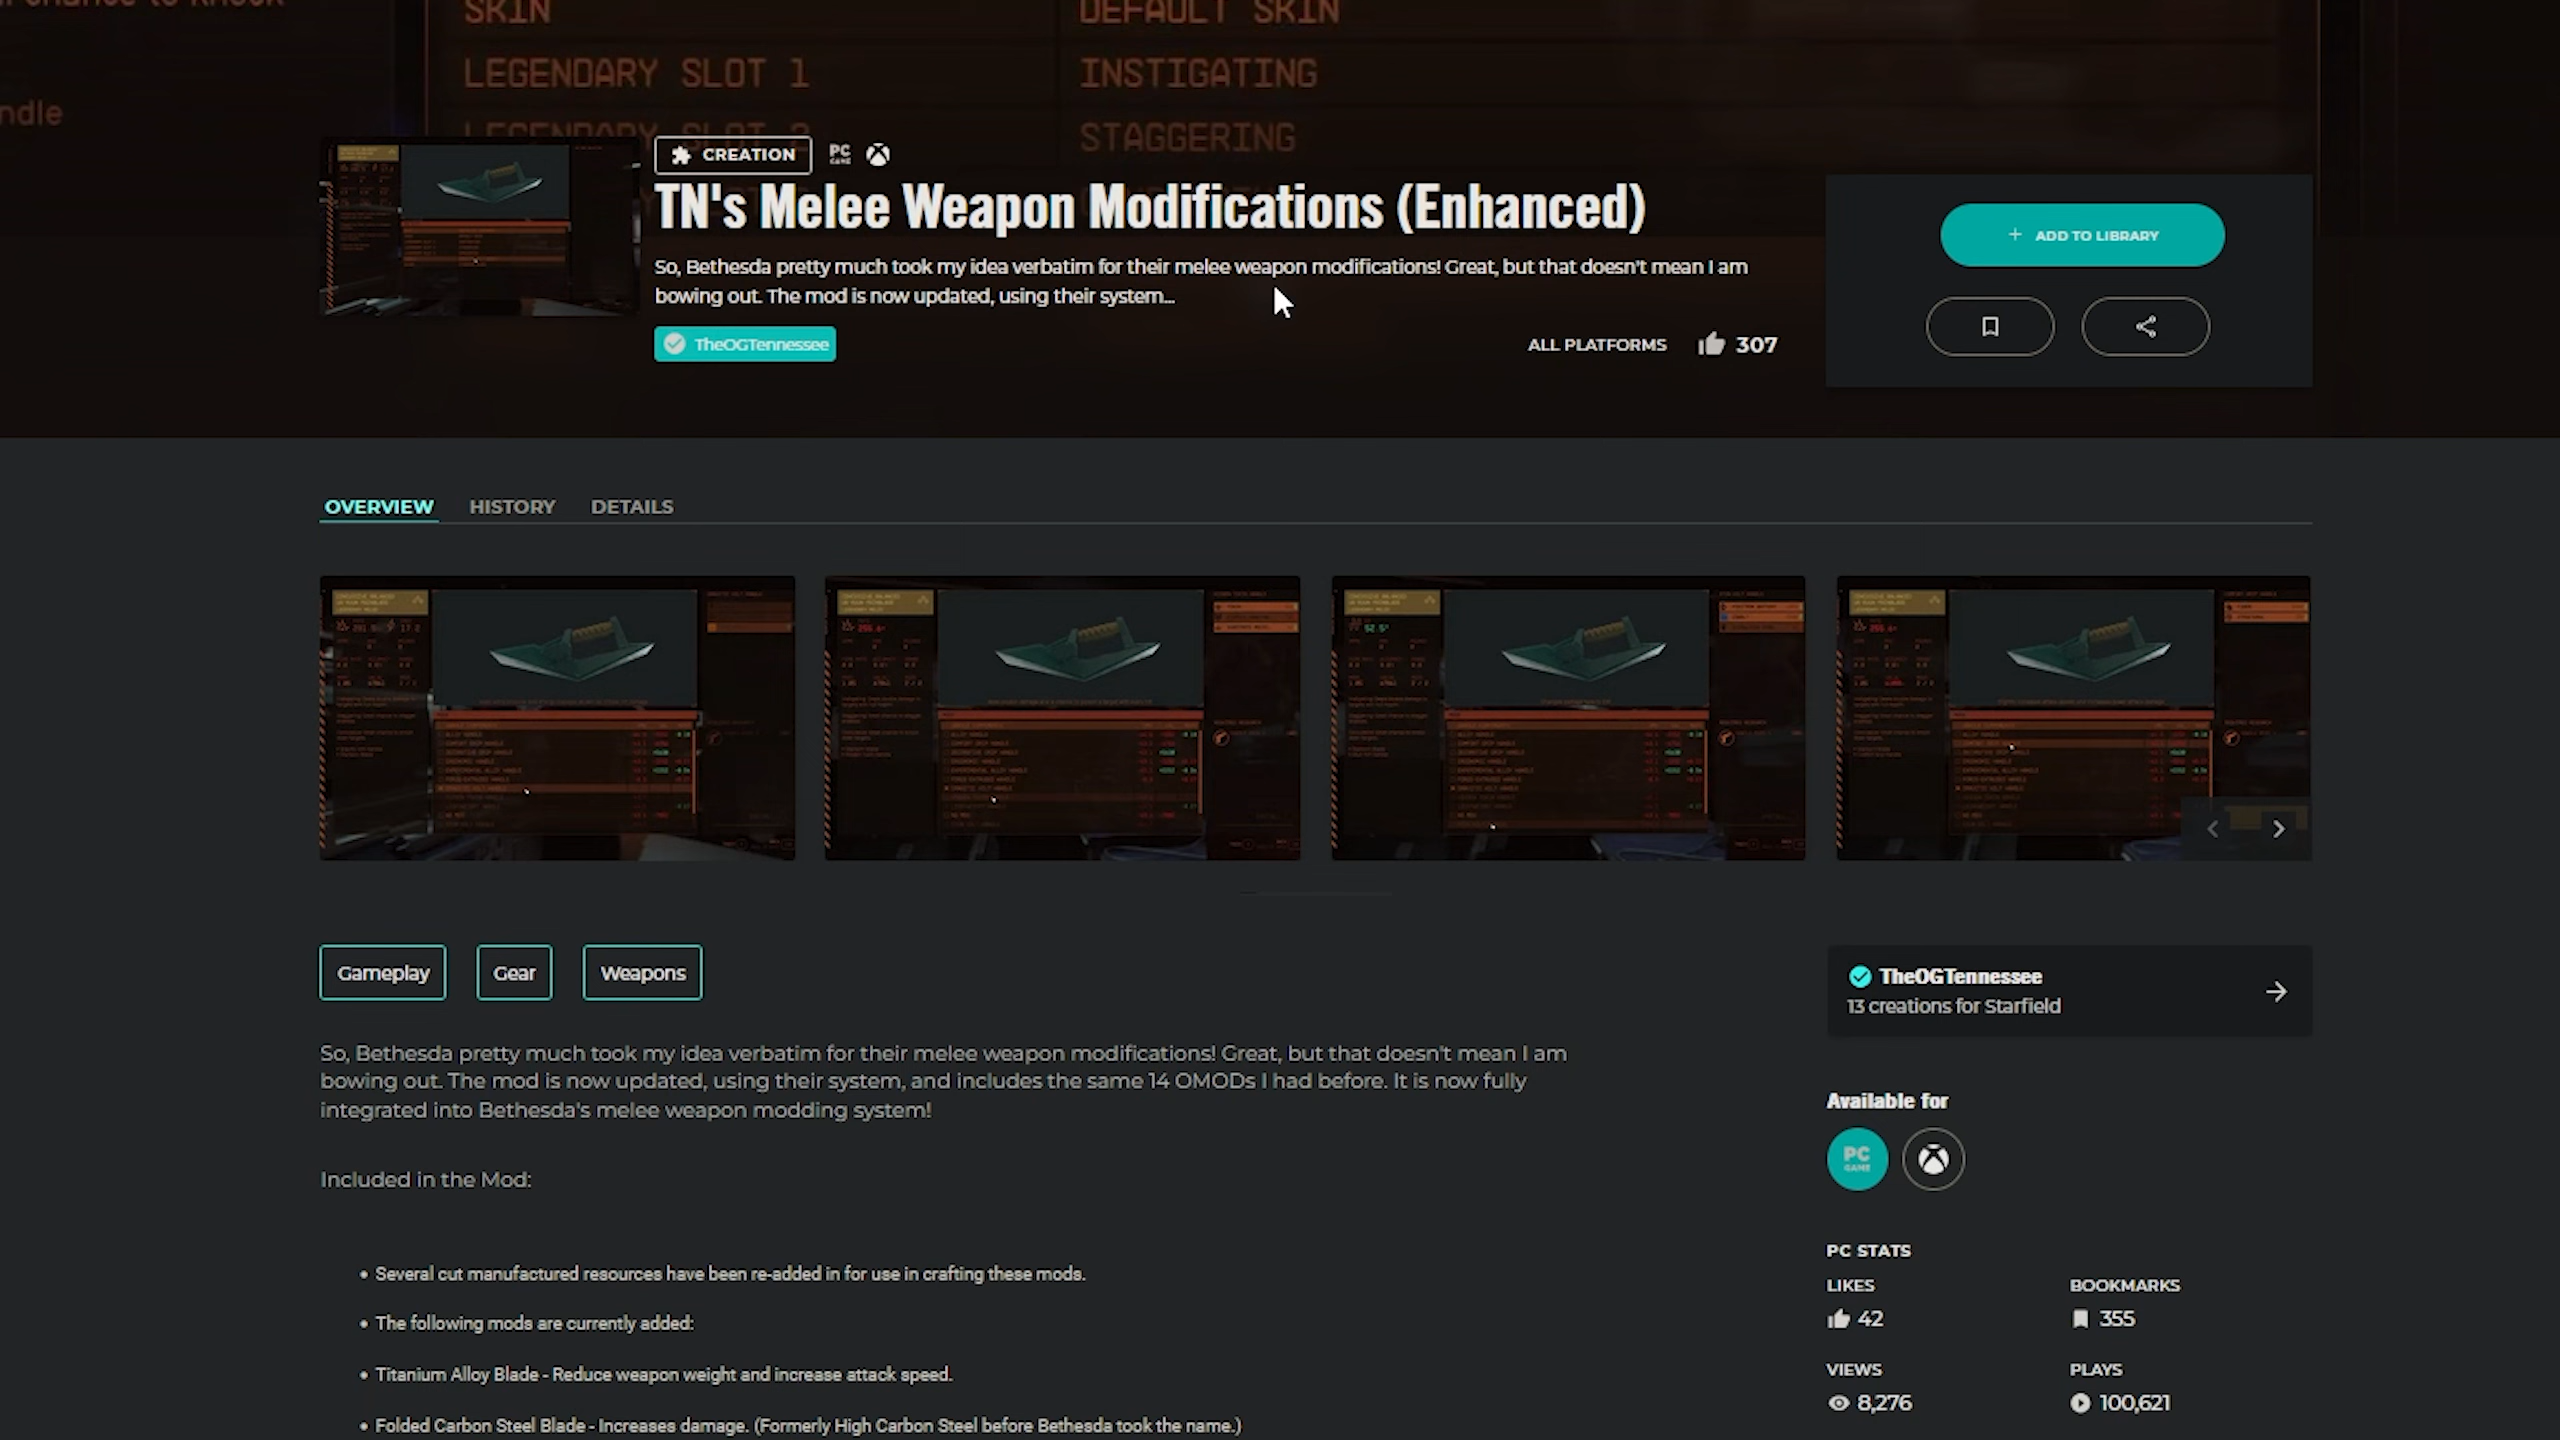 SKIN
DEFAULT SKIN
LEGENDARY SLOT 1
INSTIGATING
ndle
LEGENDARY SLOT 2
STAGGERING
CREATION
PC
GAME
TN's Melee Weapon Modifications (Enhanced)
ADD TO LIBRARY
So, Bethesda pretty much took my idea verbatim for their melee weapon modifications! Great, but that doesn't mean I am
bowing out. The mod is now updated, using their system...
TheOGTennessee
ALL PLATFORMS
307
OVERVIEW
HISTORY
DETAILS
Gameplay
Gear
Weapons
TheOGTennessee
13 creations for Starfield
So, Bethesda pretty much took my idea verbatim for their melee weapon modifications! Great, but that doesn't mean I am
bowing out. The mod is now updated, using their system, and includes the same 14 OMODs I had before. It is now fully
integrated into Bethesda's melee weapon modding system!
Available for
PC
GAME
Included in the Mod:
PC STATS
LIKES
BOOKMARKS
42
355
VIEWS
PLAYS
8,276
100,621
• Several cut manufactured resources have been re-added in for use in crafting these mods.
• The following mods are currently added:
• Titanium Alloy Blade - Reduce weapon weight and increase attack speed.
• Folded Carbon Steel Blade - Increases damage. (Formerly High Carbon Steel before Bethesda took the name.)